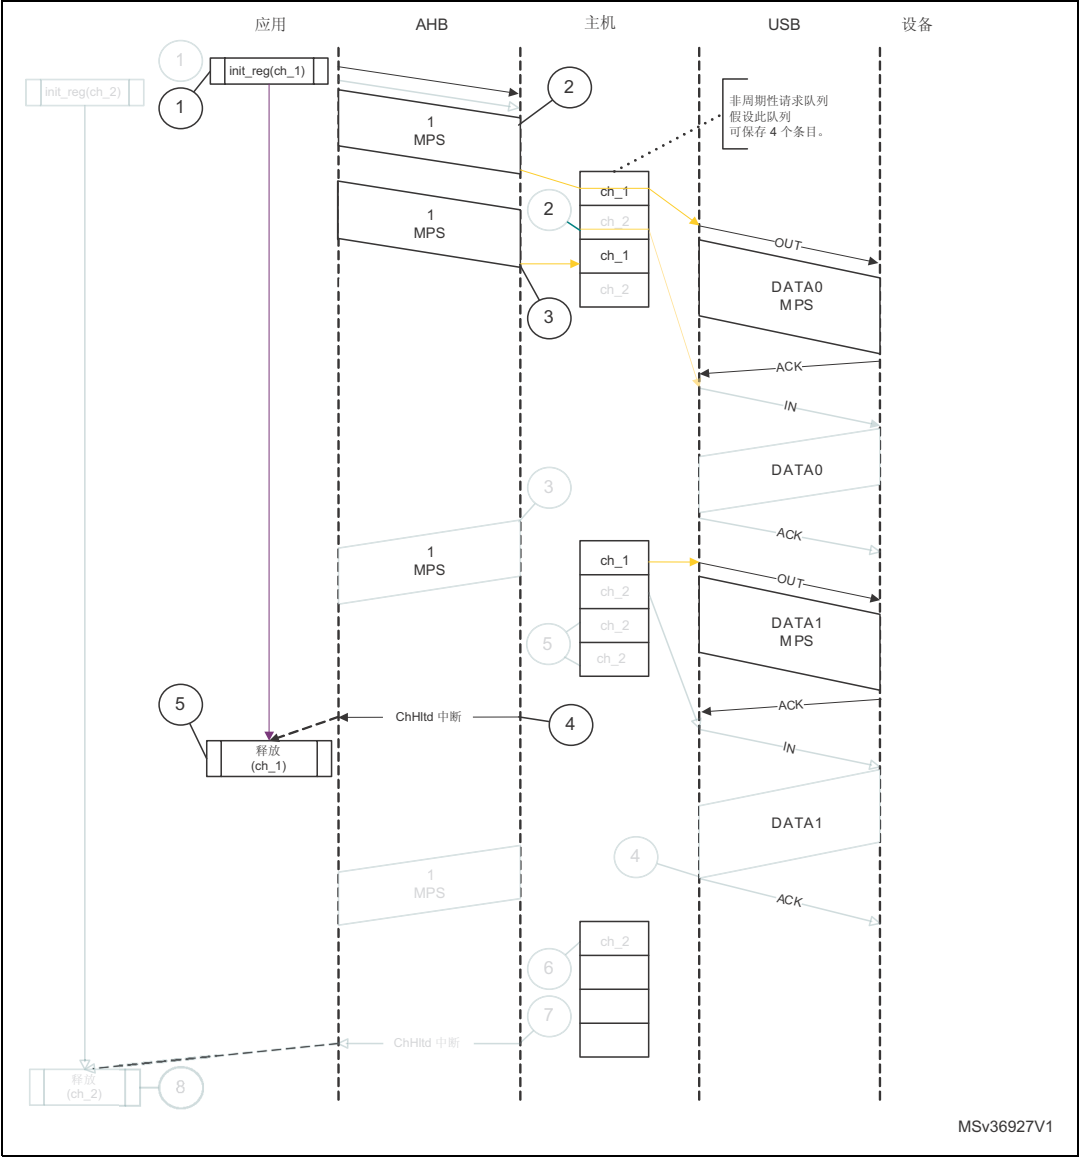 应用
AHB
主机
USB
设备
1
init_reg(ch_1)
init_reg(ch_2)
1
2
非周期性请求队列
假设此队列
可保存 4 个条目。
1
MPS
ch_1
2
ch_2
1
MPS
OUT
ch_1
ch_2
DATA0
MPS
3
ACK
IN
DATA0
3
ACK
1
MPS
ch_1
OUT
ch_2
ch_2
DATA1
MPS
5
ch_2
5
ACK
ChHltd 中断
4
IN
释放
(ch_1)
DATA1
4
1
MPS
ACK
ch_2
6
7
ChHltd 中断
释放
(ch_2)
8
MSv36927V1